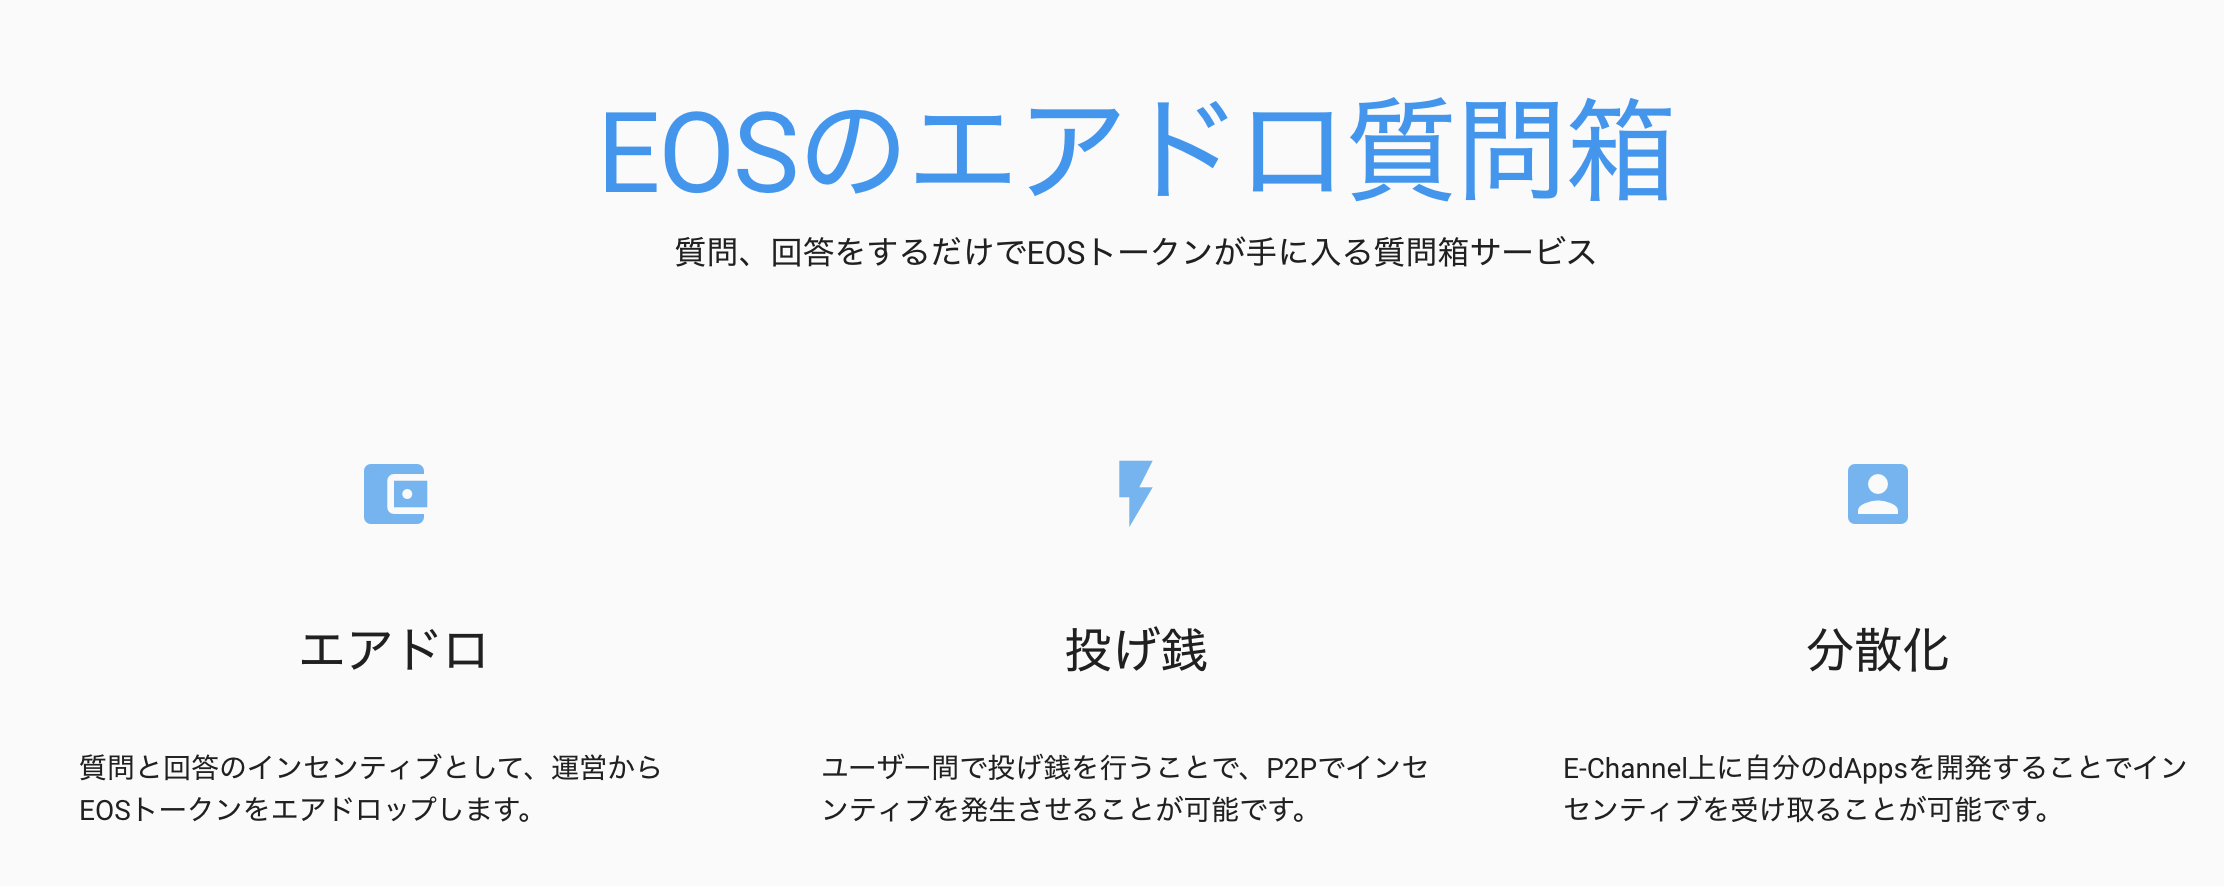 EOSのエアドロ質問箱
質問、回答をするだけでEOSトークンが手に入る質問箱サービス
エアドロ
質問と回答のインセンティブとして、運営から
EOSトークンをエアドロップします。
投げ銭
ユーザー間で投げ銭を行うことで、P2Pでインセ
ンティブを発生させることが可能です。
分散化
E-Channel上に自分のdAppsを開発することでイン
センティブを受け取ることが可能です。